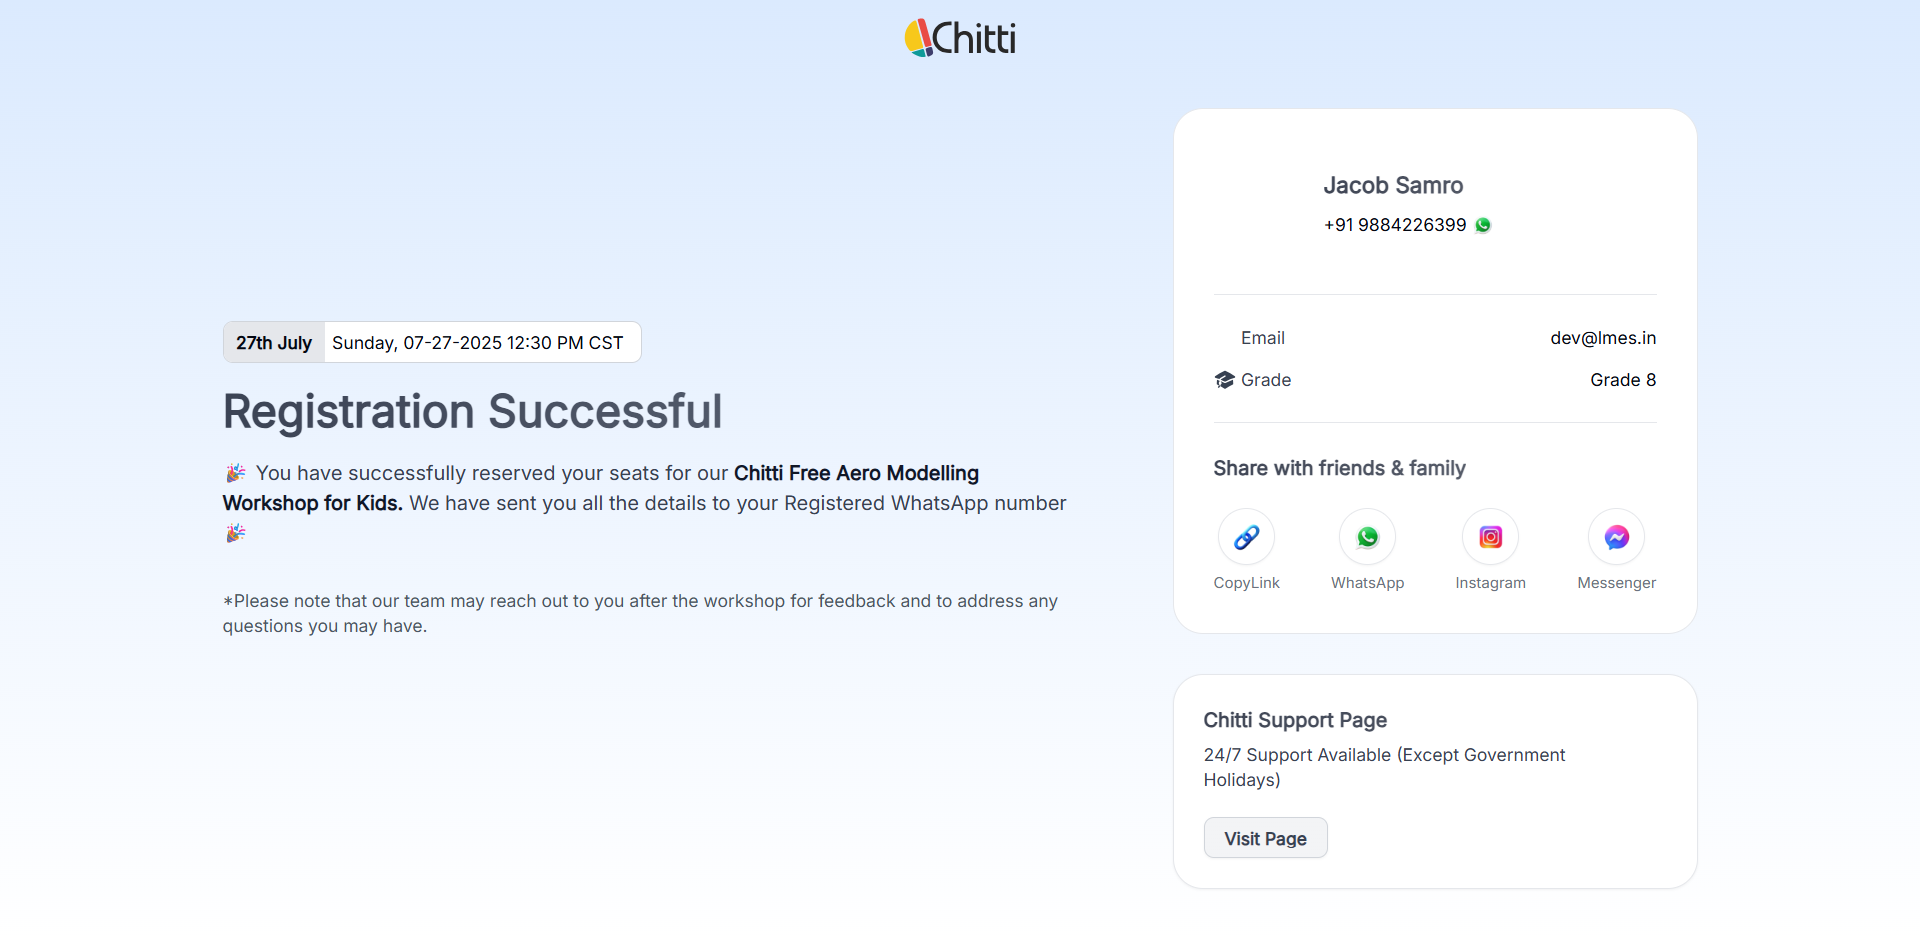 Chitti
27th July Sunday, 07-27-2025 12:30 PM CST
Registration Successful
🎉 You have successfully reserved your seats for our Chitti Free Aero Modelling
Workshop for Kids. We have sent you all the details to your Registered WhatsApp number
🎉
*Please note that our team may reach out to you after the workshop for feedback and to address any
questions you may have.
Jacob Samro
+91 9884226399
Email dev@lmes.in
Grade Grade 8
Share with friends & family
CopyLink WhatsApp Instagram Messenger
Chitti Support Page
24/7 Support Available (Except Government
Holidays)
Visit Page